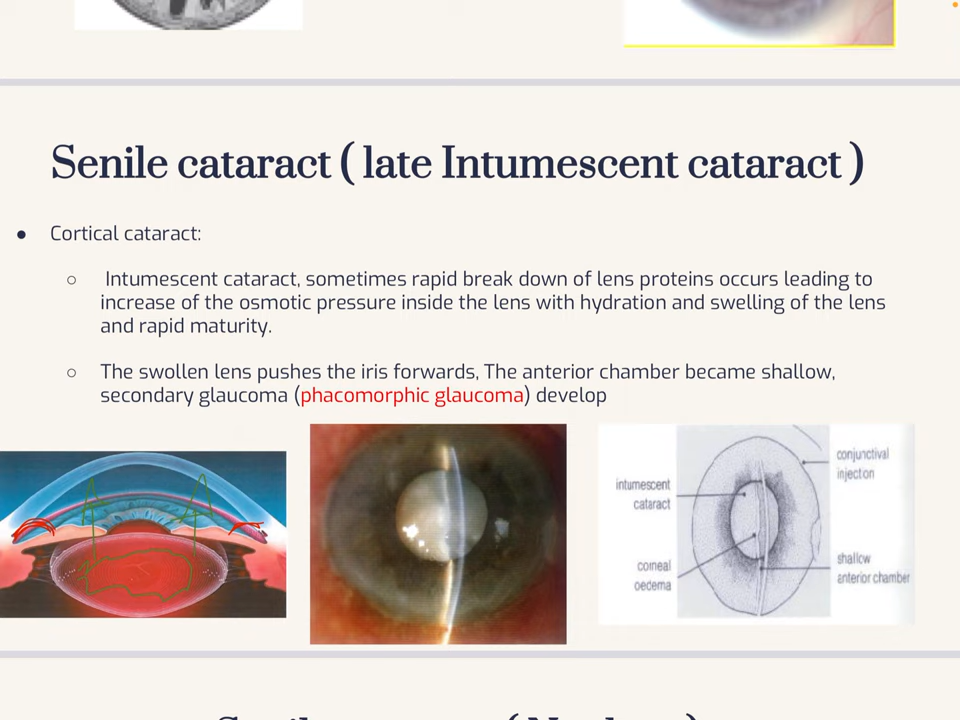 Senile cataract ( late Intumescent cataract )
● Cortical cataract:
○ Intumescent cataract, sometimes rapid break down of lens proteins occurs leading to
increase of the osmotic pressure inside the lens with hydration and swelling of the lens
and rapid maturity.
○ The swollen lens pushes the iris forwards, The anterior chamber became shallow,
secondary glaucoma (phacomorphic glaucoma) develop
intumescent
cataract
corneal
oedema
conjunctival
injection
shallow
anterior chamber